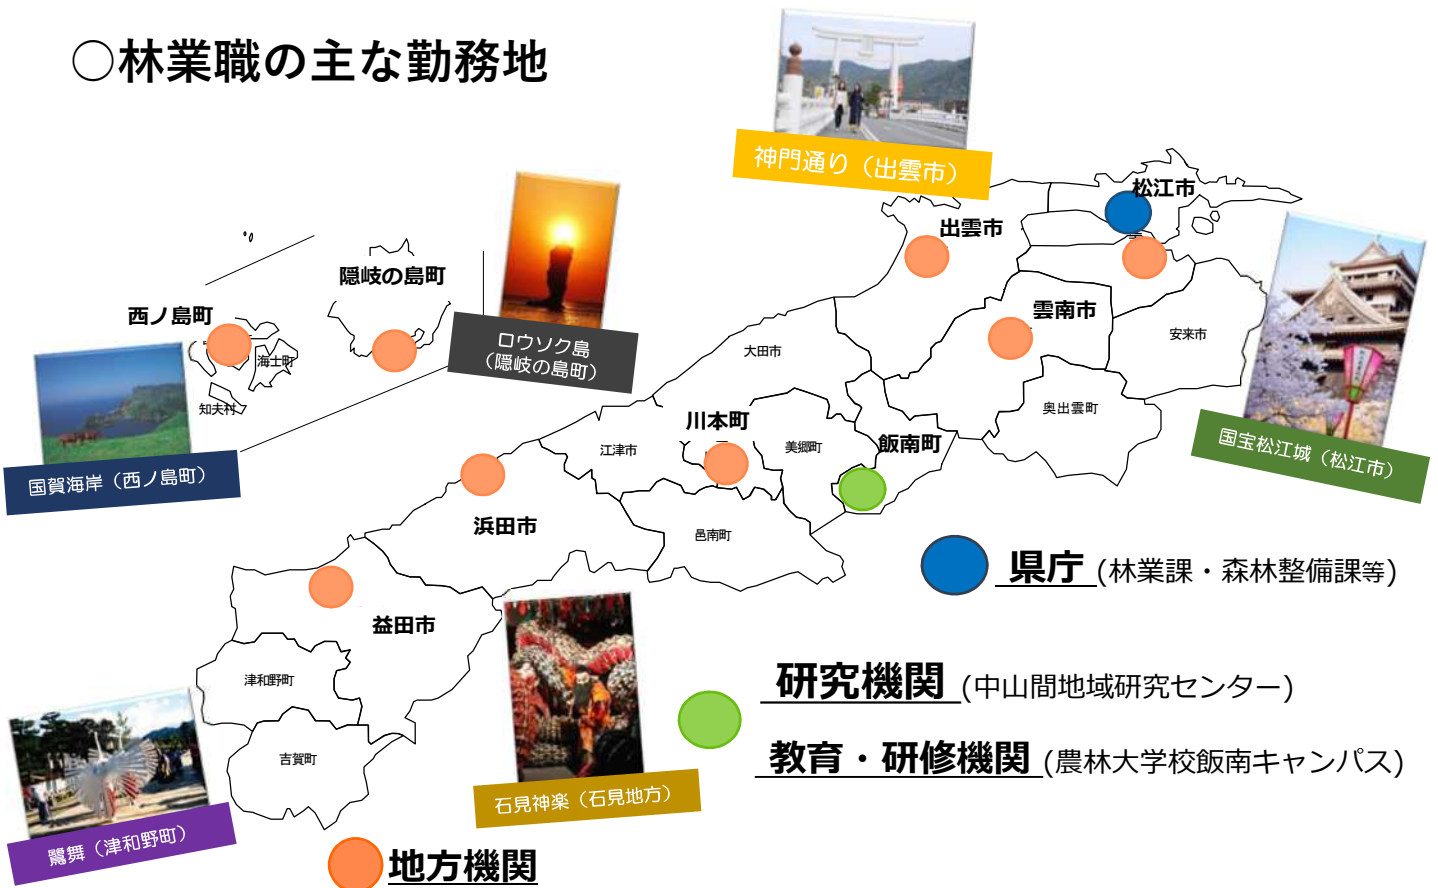 ○林業職の主な勤務地
神門通り（出雲市）
松江市
出雲市
隠岐の島町
西ノ島町
海士町
知夫村
ロウソク島
（隠岐の島町）
雲南市
安来市
大田市
奥出雲町
国賀海岸（西ノ島町）
川本町
江津市
美郷町
飯南町
国宝松江城（松江市）
浜田市
邑南町
県庁 (林業課・森林整備課等)
益田市
津和野町
吉賀町
研究機関 (中山間地域研究センター)
教育・研修機関 (農林大学校飯南キャンパス)
石見神楽（石見地方）
鷺舞（津和野町）
地方機関